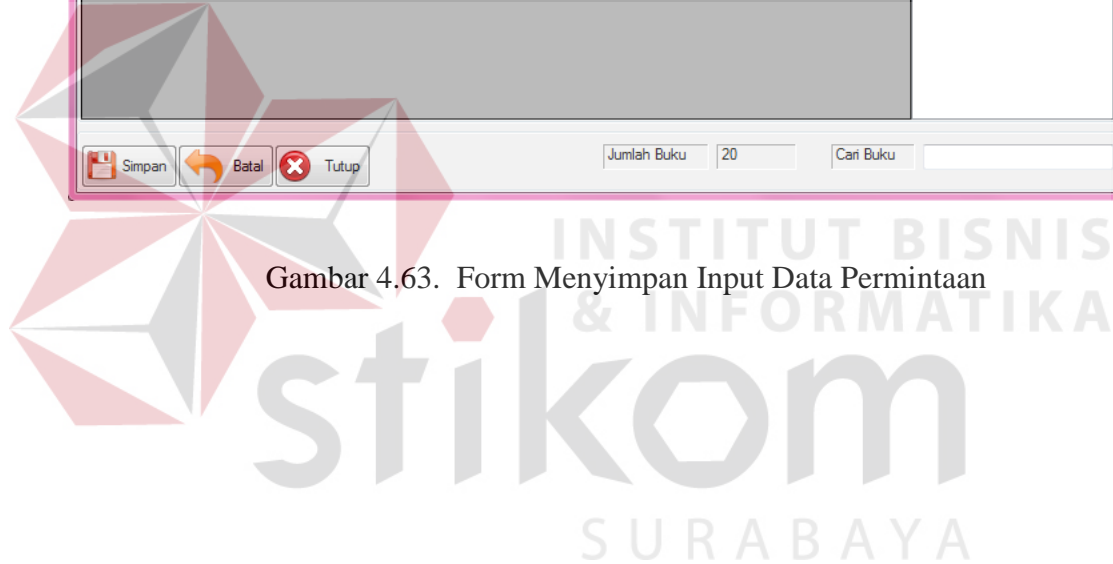 Simpan Batal Tutup Jumlah Buku 20 Cari Buku
INSTITUT BISNIS
Gambar 4.63. Form Menyimpan Input Data Permintaan
& INFORMATIKA
stikom
SURABAYA